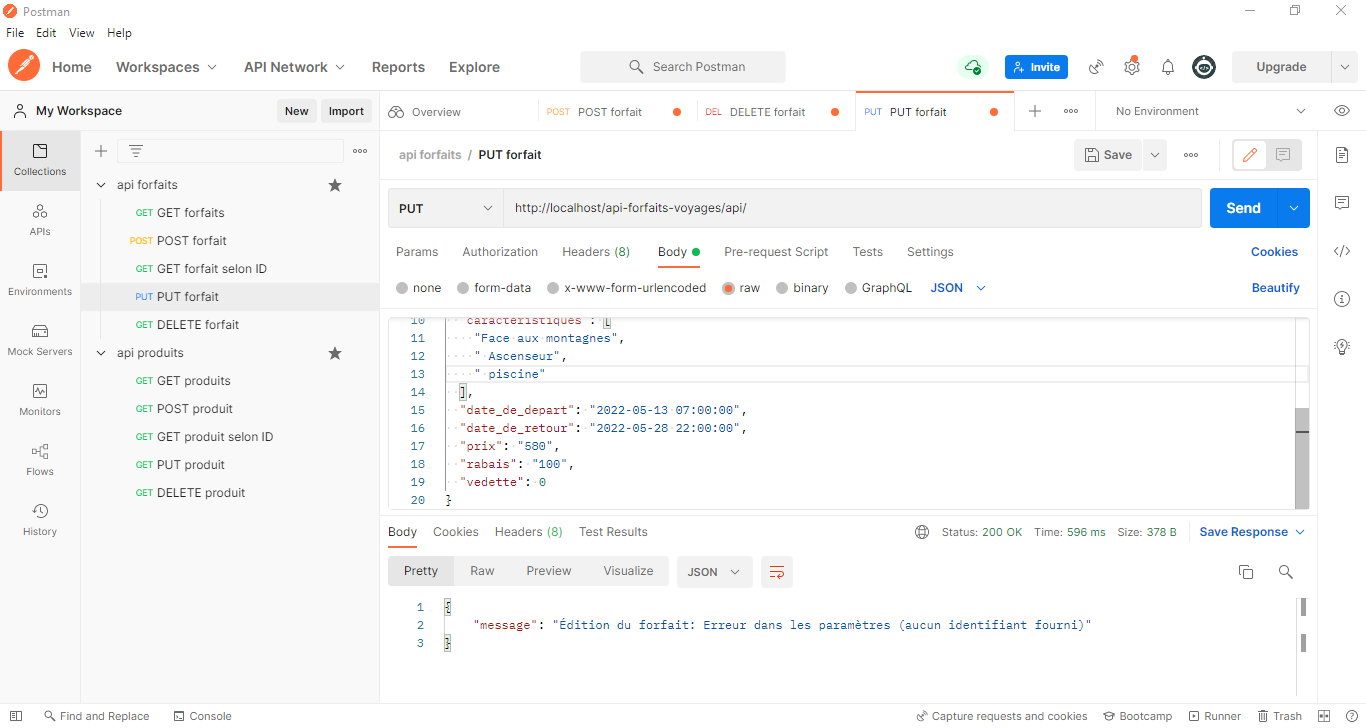 Postman
File Edit View Help
Home Workspaces API Network Reports Explore Search Postman Invite Upgrade
My Workspace New Import
Overview POST POST forfait DEL DELETE forfait PUT PUT forfait No Environment
Collections
APIs
Environments
Mock Servers
Monitors
Flows
History
api forfaits
GET GET forfaits
POST POST forfait
GET GET forfait selon ID
PUT PUT forfait
GET DELETE forfait
api produits
GET GET produits
GET POST produit
GET GET produit selon ID
GET PUT produit
GET DELETE produit
api forfaits / PUT forfait Save
PUT http://localhost/api-forfaits-voyages/api/ Send
Params Authorization Headers (8) Body Pre-request Script Tests Settings Cookies
none form-data x-www-form-urlencoded raw binary GraphQL JSON Beautify
10 "caracteristiques": [
11 "Face aux montagnes",
12 " Ascenseur",
13 " piscine"
14 ],
15 "date_de_depart": "2022-05-13 07:00:00",
16 "date_de_retour": "2022-05-28 22:00:00",
17 "prix": "580",
18 "rabais": "100",
19 "vedette": 0
20 }
Body Cookies Headers (8) Test Results Status: 200 OK Time: 596 ms Size: 378 B Save Response
Pretty Raw Preview Visualize JSON
1 {
2 "message": "Édition du forfait: Erreur dans les paramètres (aucun identifiant fourni)"
3 }
Find and Replace Console Capture requests and cookies Bootcamp Runner Trash